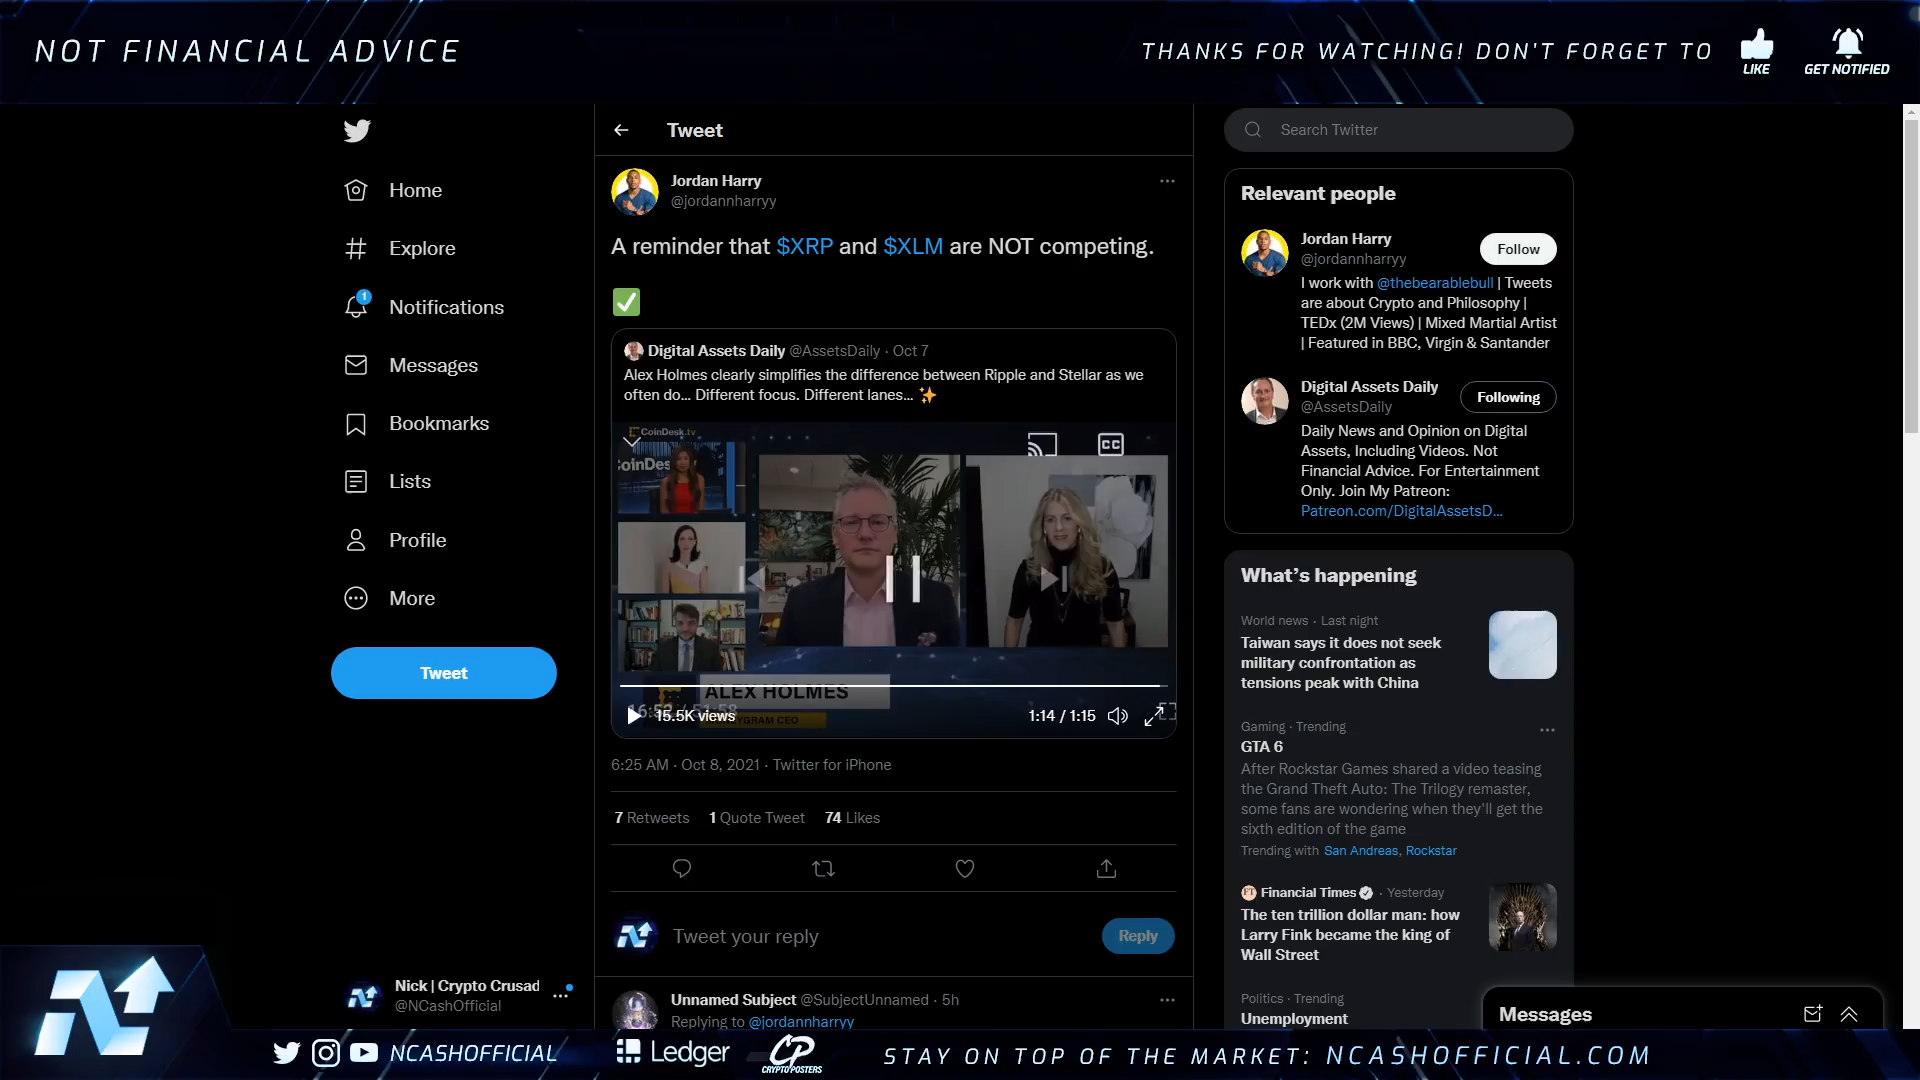 NOT FINANCIAL ADVICE
THANKS FOR WATCHING! DON'T FORGET TO
LIKE
GET NOTIFIED
Home
Explore
1
Notifications
Messages
Bookmarks
Lists
Profile
More
Tweet
Nick | Crypto Crusad
@NCashOfficial
Tweet
Jordan Harry
@jordannharryy
A reminder that $XRP and $XLM are NOT competing.
Digital Assets Daily @AssetsDaily · Oct 7
Alex Holmes clearly simplifies the difference between Ripple and Stellar as we
often do... Different focus. Different lanes...
CoinDesk.tv
CC
oinDes
ALEX HOLMES
YGRAM CEO
15.5K views
1:14 / 1:15
6:25 AM · Oct 8, 2021 · Twitter for iPhone
7 Retweets 1 Quote Tweet 74 Likes
Tweet your reply
Reply
Unnamed Subject @SubjectUnnamed · 5h
Replying to @jordannharryy
Search Twitter
Relevant people
Jordan Harry
@jordannharryy
Follow
I work with @thebearablebull | Tweets
are about Crypto and Philosophy |
TEDx (2M Views) | Mixed Martial Artist
| Featured in BBC, Virgin & Santander
Digital Assets Daily
@AssetsDaily
Following
Daily News and Opinion on Digital
Assets, Including Videos. Not
Financial Advice. For Entertainment
Only. Join My Patreon:
Patreon.com/DigitalAssetsD...
What's happening
World news · Last night
Taiwan says it does not seek
military confrontation as
tensions peak with China
Gaming · Trending
GTA 6
After Rockstar Games shared a video teasing
the Grand Theft Auto: The Trilogy remaster,
some fans are wondering when they'll get the
sixth edition of the game
Trending with San Andreas, Rockstar
FT Financial Times · Yesterday
The ten trillion dollar man: how
Larry Fink became the king of
Wall Street
Politics · Trending
Unemployment
Messages
NCASHOFFICIAL
Ledger
CP
CRYPTOPOSTERS
STAY ON TOP OF THE MARKET: NCASHOFFICIAL.COM